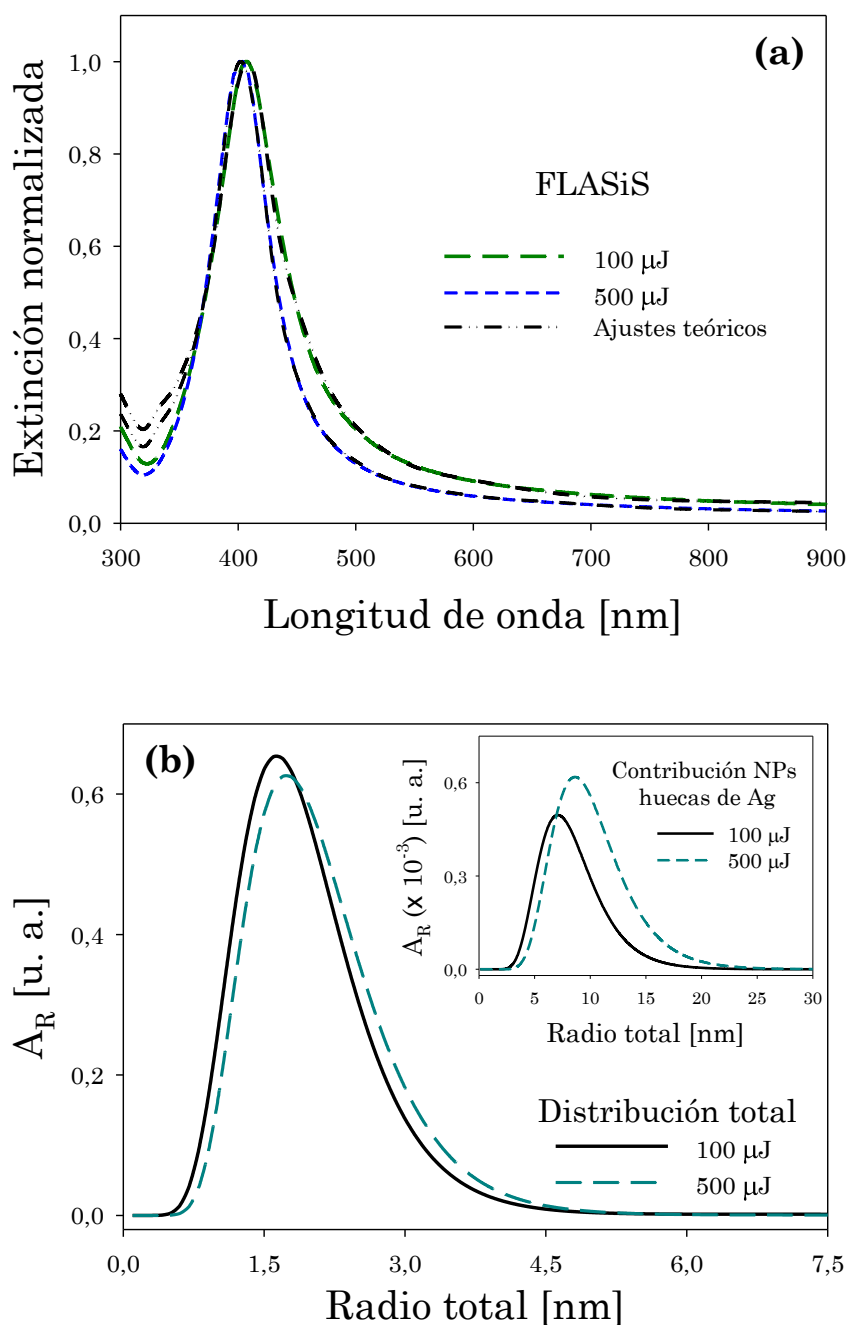 (a)
Extinción normalizada
1,0
0,8
0,6
0,4
0,2
0,0
FLASiS
100 μJ
500 μJ
Ajustes teóricos
300 400 500 600 700 800 900
Longitud de onda [nm]
(b)
A_R [u. a.]
0,6
0,4
0,2
0,0
A_R (x 10^-3) [u. a.]
0,6
0,3
0,0
Contribución NPs
huecas de Ag
100 μJ
500 μJ
0 5 10 15 20 25 30
Radio total [nm]
Distribución total
100 μJ
500 μJ
0,0 1,5 3,0 4,5 6,0 7,5
Radio total [nm]